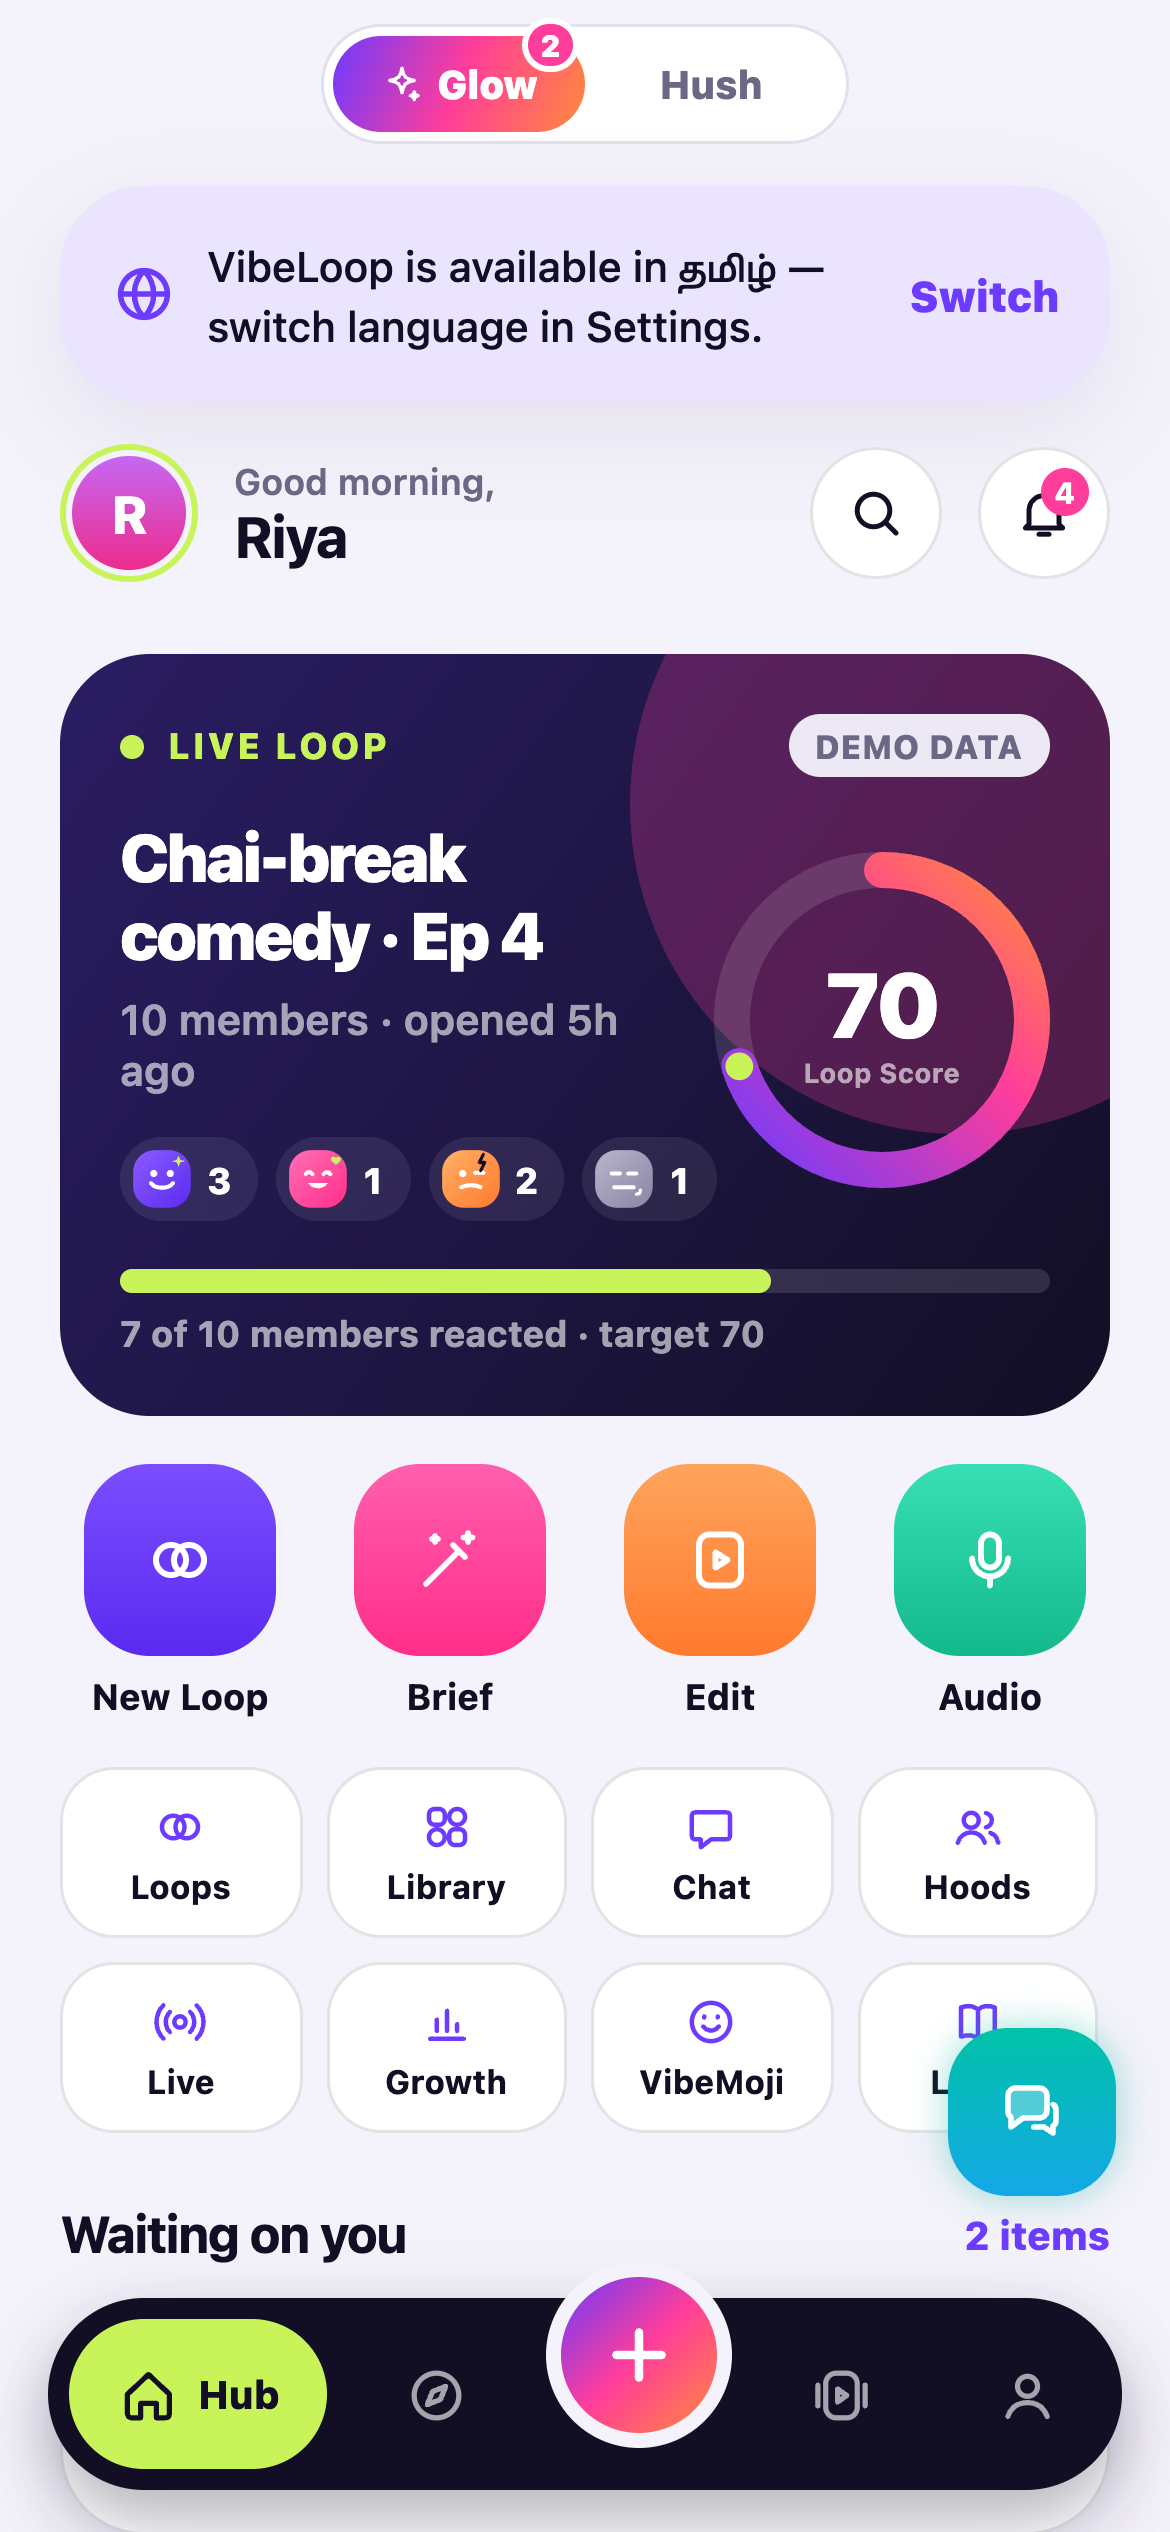 Glow
2
Hush
VibeLoop is available in தமிழ் —
switch language in Settings.
Switch
R
Good morning,
Riya
4
LIVE LOOP
DEMO DATA
Chai-break
comedy · Ep 4
10 members · opened 5h
ago
70
Loop Score
3
1
2
1
7 of 10 members reacted · target 70
New Loop
Brief
Edit
Audio
Loops
Library
Chat
Hoods
Live
Growth
VibeMoji
Waiting on you
2 items
Hub